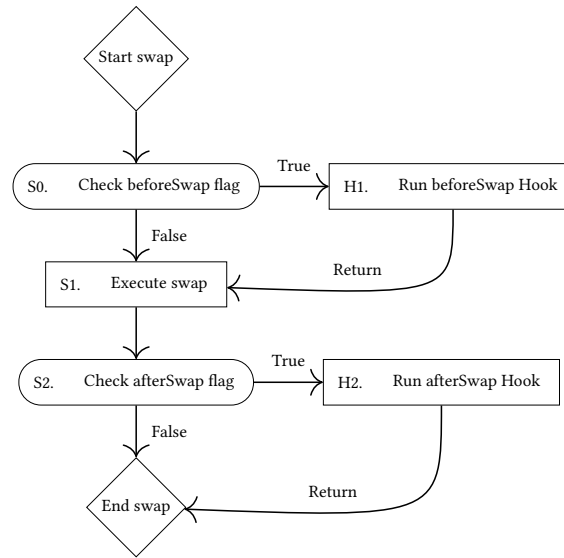 Start swap
True
S0. Check beforeSwap flag
H1. Run beforeSwap Hook
False
Return
S1. Execute swap
True
S2. Check afterSwap flag
H2. Run afterSwap Hook
False
Return
End swap